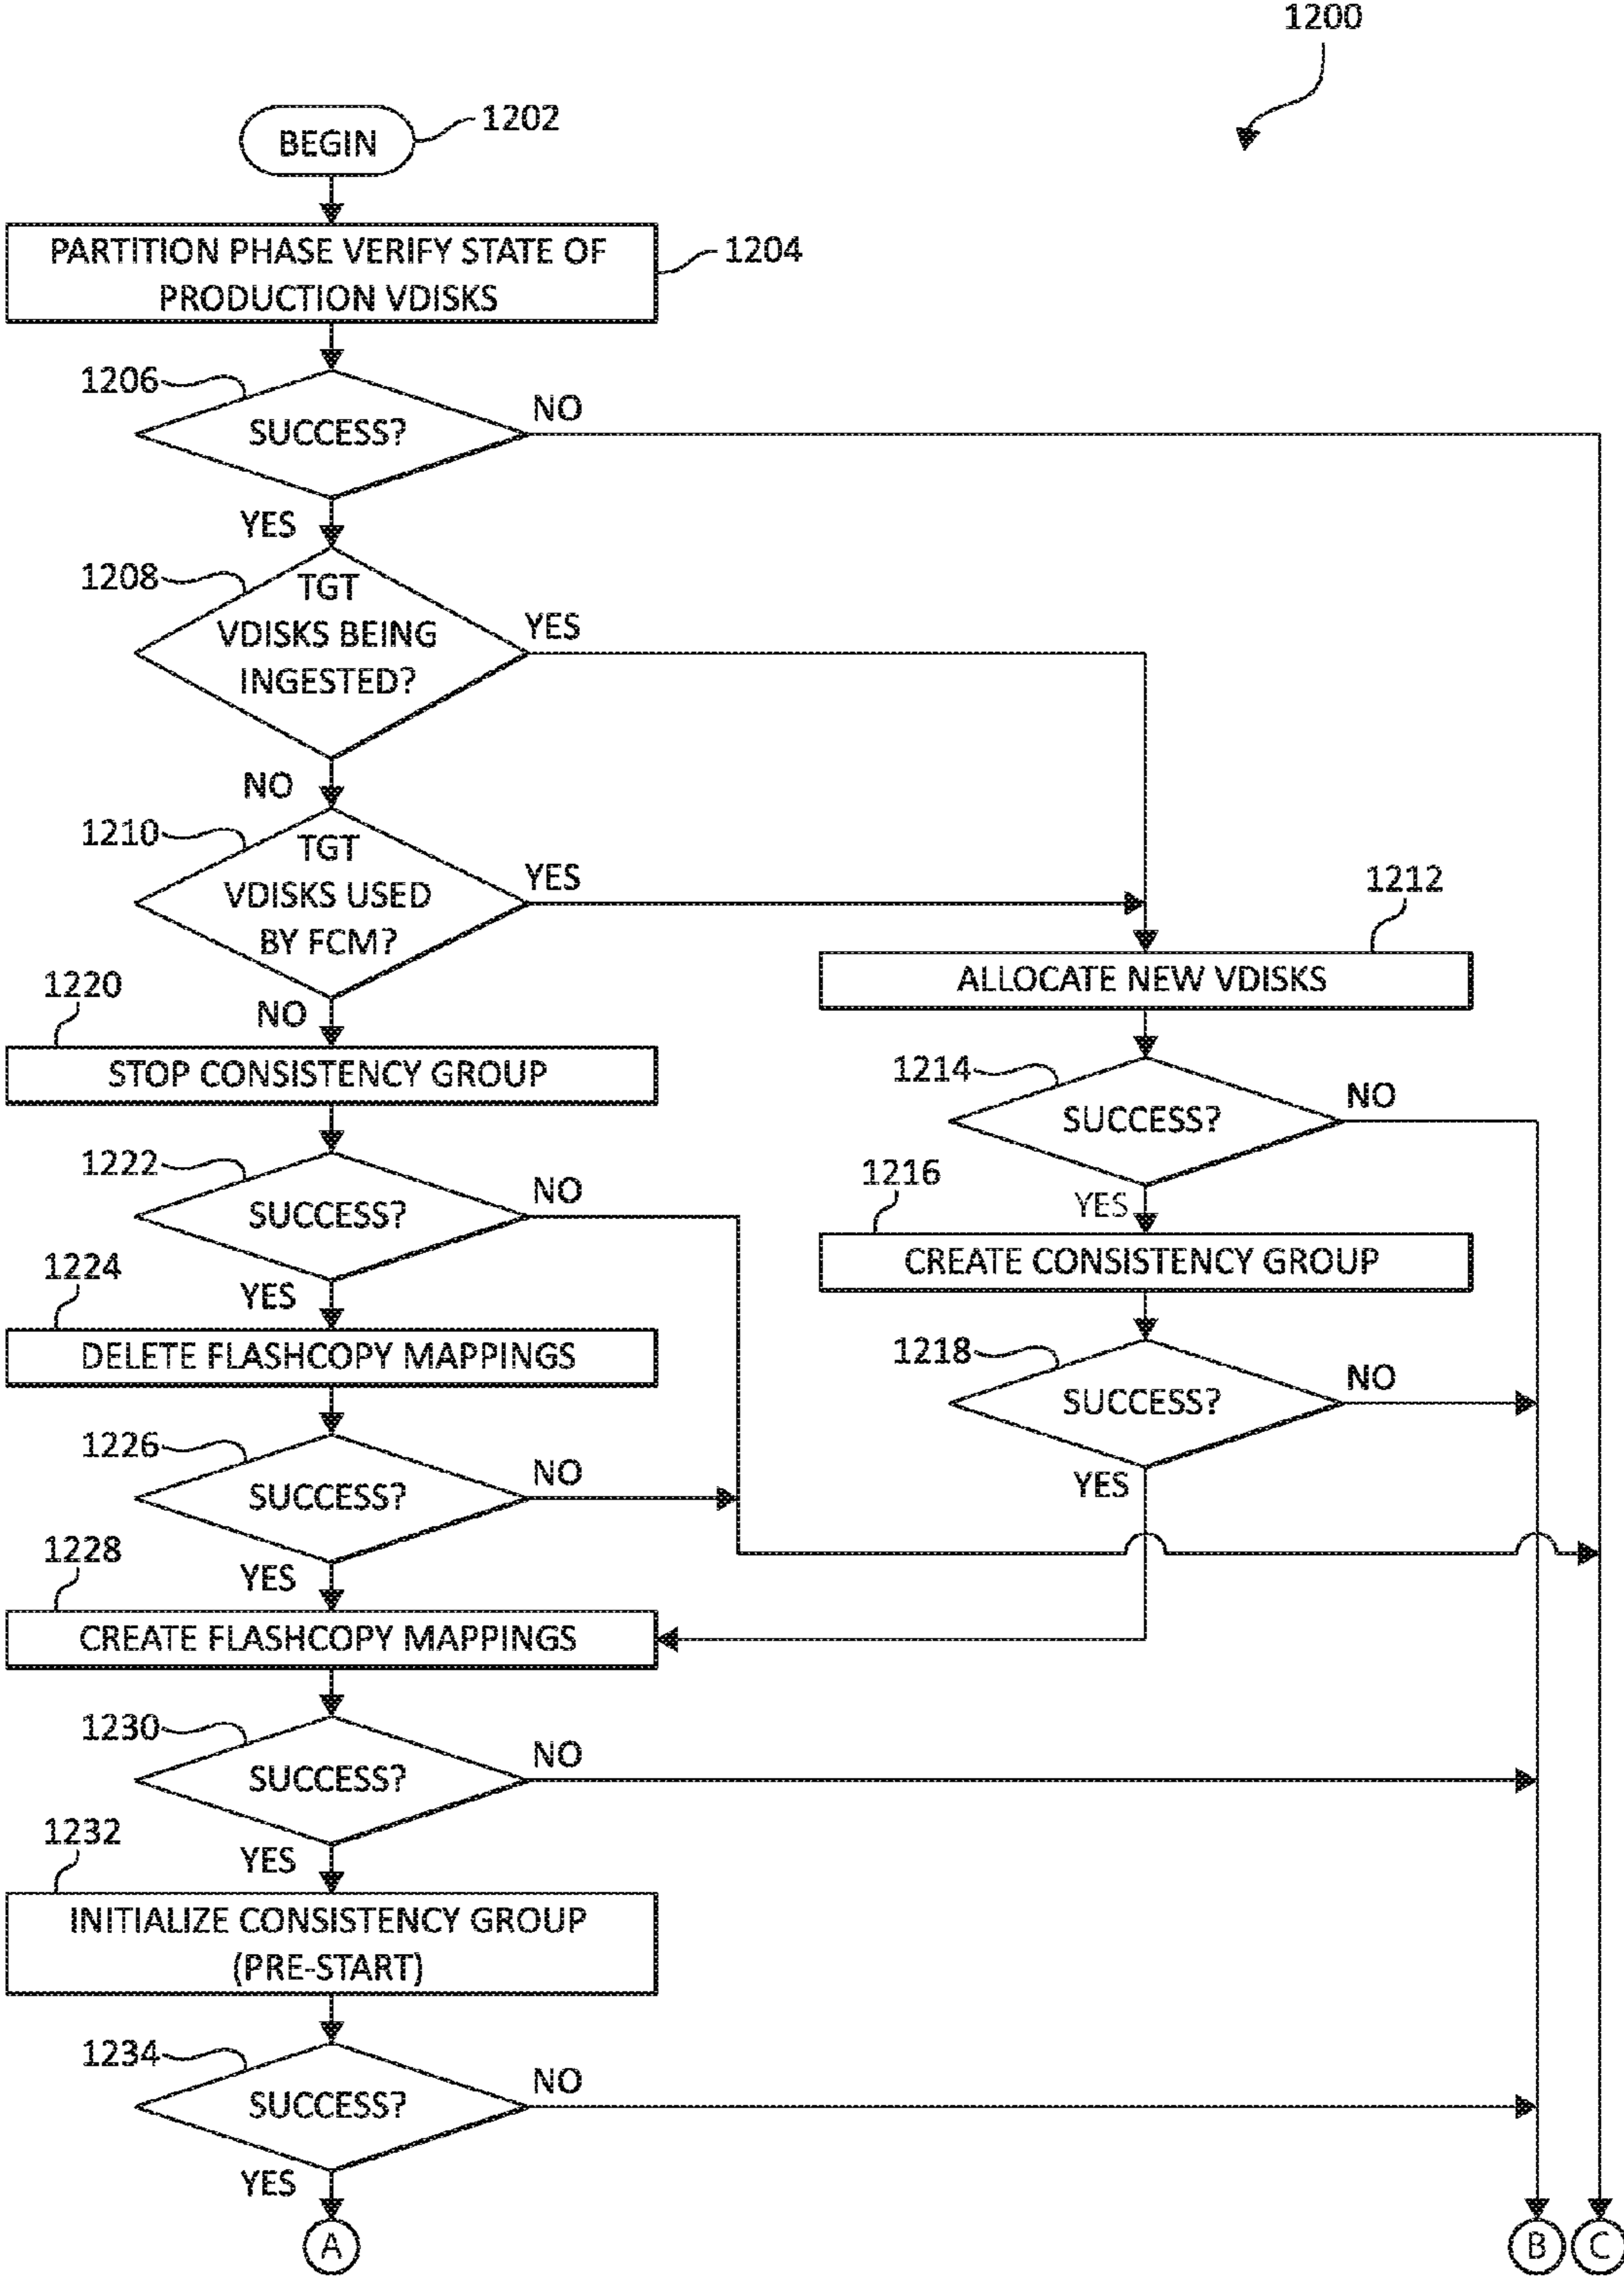 1200
BEGIN
1202
PARTITION PHASE VERIFY STATE OF
PRODUCTION VDISKS
1204
1206
SUCCESS?
NO
YES
1208
TGT
VDISKS BEING
INGESTED?
YES
NO
1210
TGT
VDISKS USED
BY FCM?
YES
NO
1212
ALLOCATE NEW VDISKS
1214
SUCCESS?
NO
YES
1216
CREATE CONSISTENCY GROUP
1218
SUCCESS?
NO
YES
1220
STOP CONSISTENCY GROUP
1222
SUCCESS?
NO
YES
1224
DELETE FLASHCOPY MAPPINGS
1226
SUCCESS?
NO
YES
1228
CREATE FLASHCOPY MAPPINGS
1230
SUCCESS?
NO
YES
1232
INITIALIZE CONSISTENCY GROUP
(PRE-START)
1234
SUCCESS?
NO
YES
A
B
C